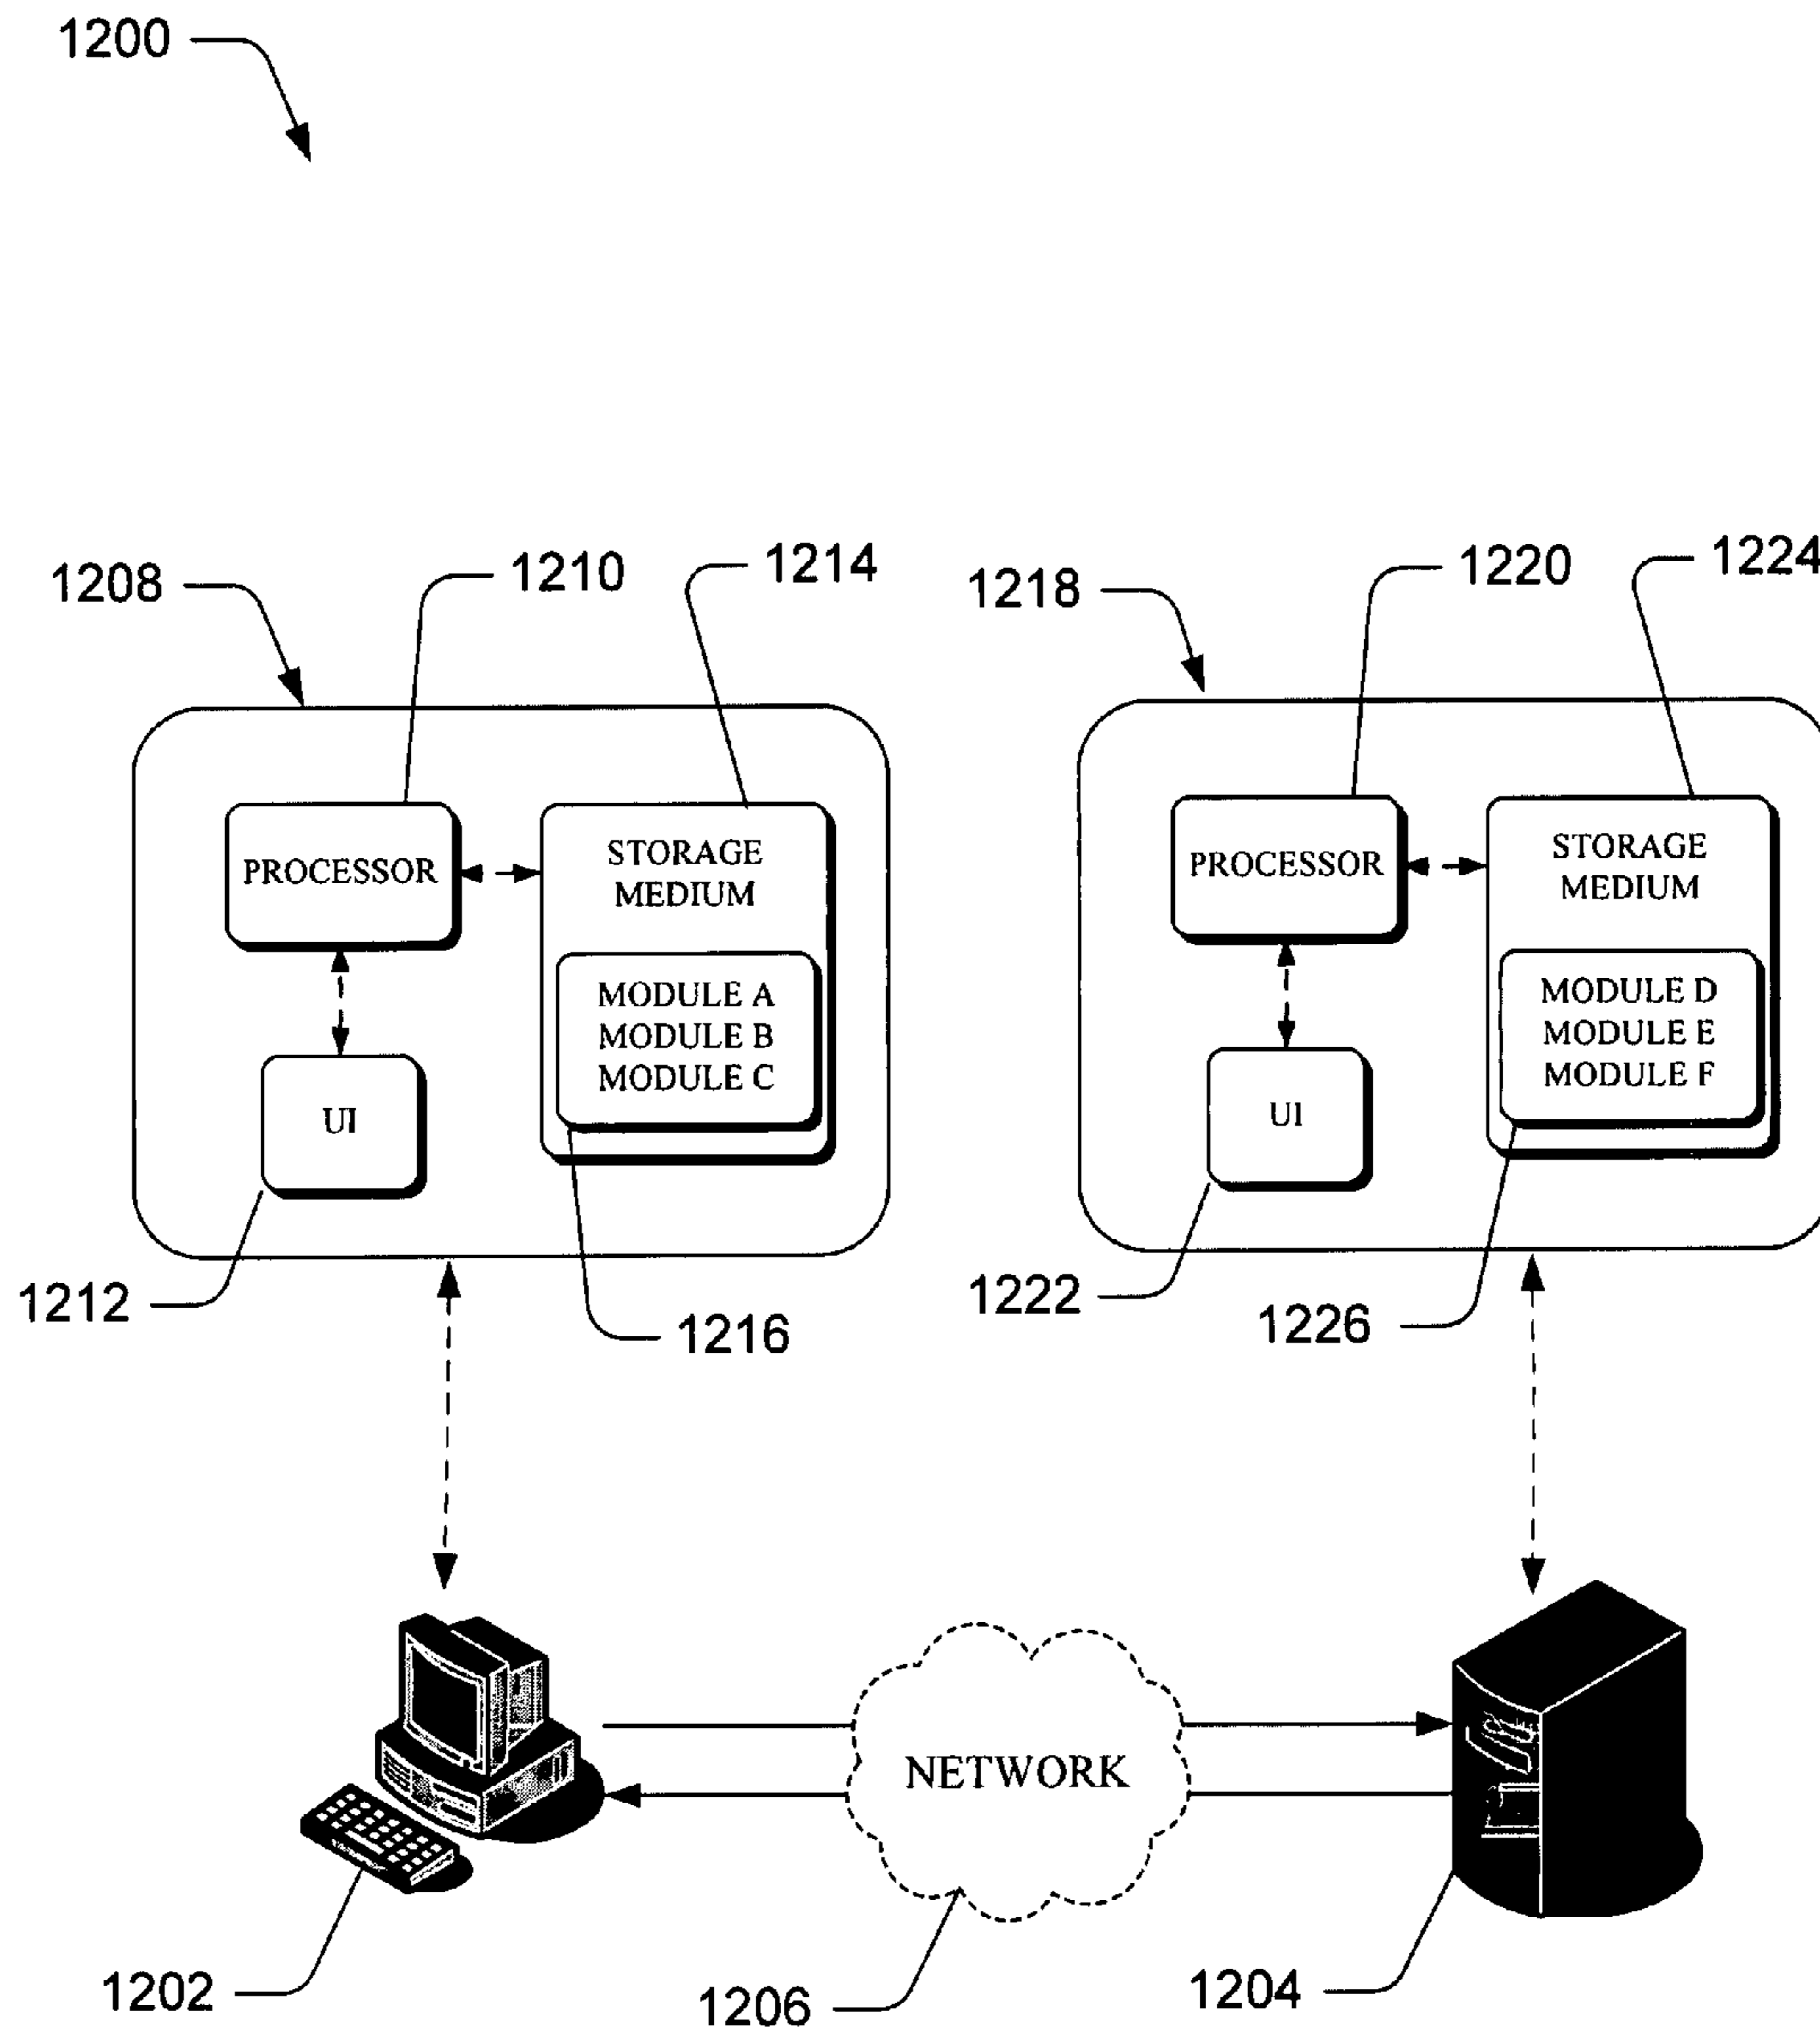 1200
1208
1210
1214
1218
1220
1224
PROCESSOR
STORAGE
MEDIUM
MODULE A
MODULE B
MODULE C
UI
PROCESSOR
STORAGE
MEDIUM
MODULE D
MODULE E
MODULE F
UI
1212
1216
1222
1226
NETWORK
1202
1206
1204